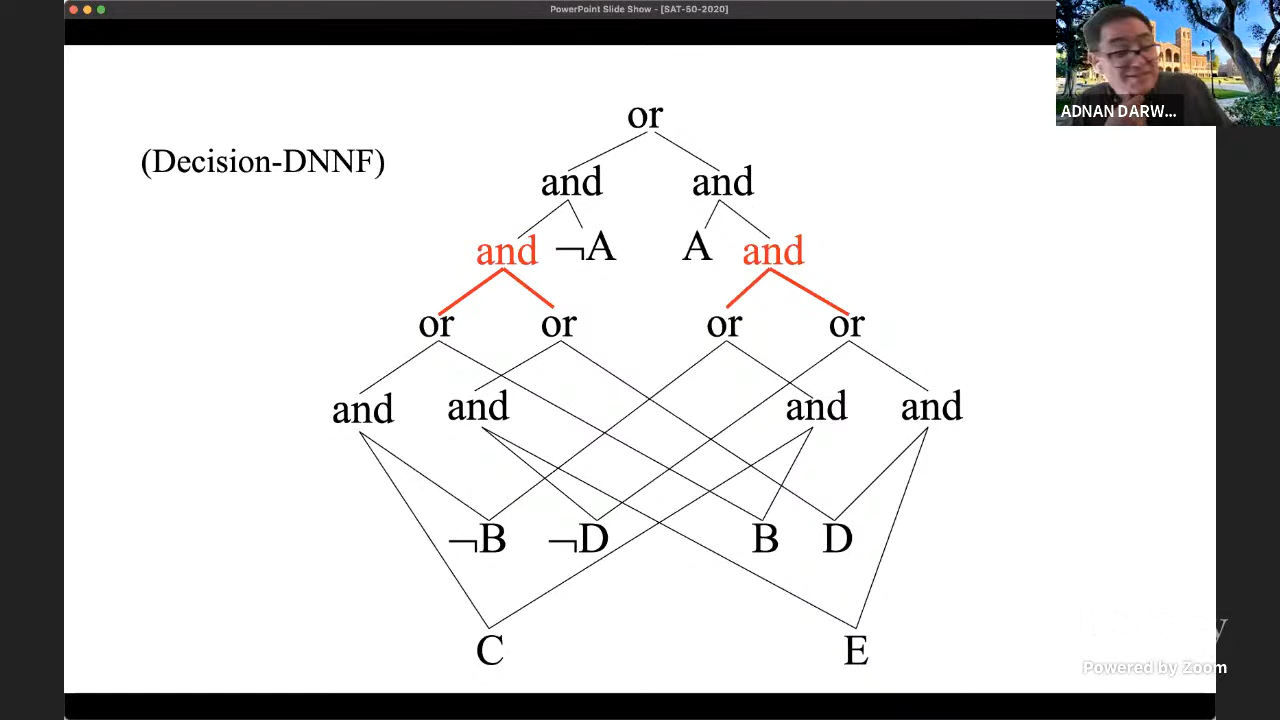 PowerPoint Slide Show - [SAT-50-2020]
ADNAN DARW...
or
(Decision-DNNF)
and and
and ¬A A and
or or or or
and and and and
¬B ¬D B D
C E
Powered by Zoom